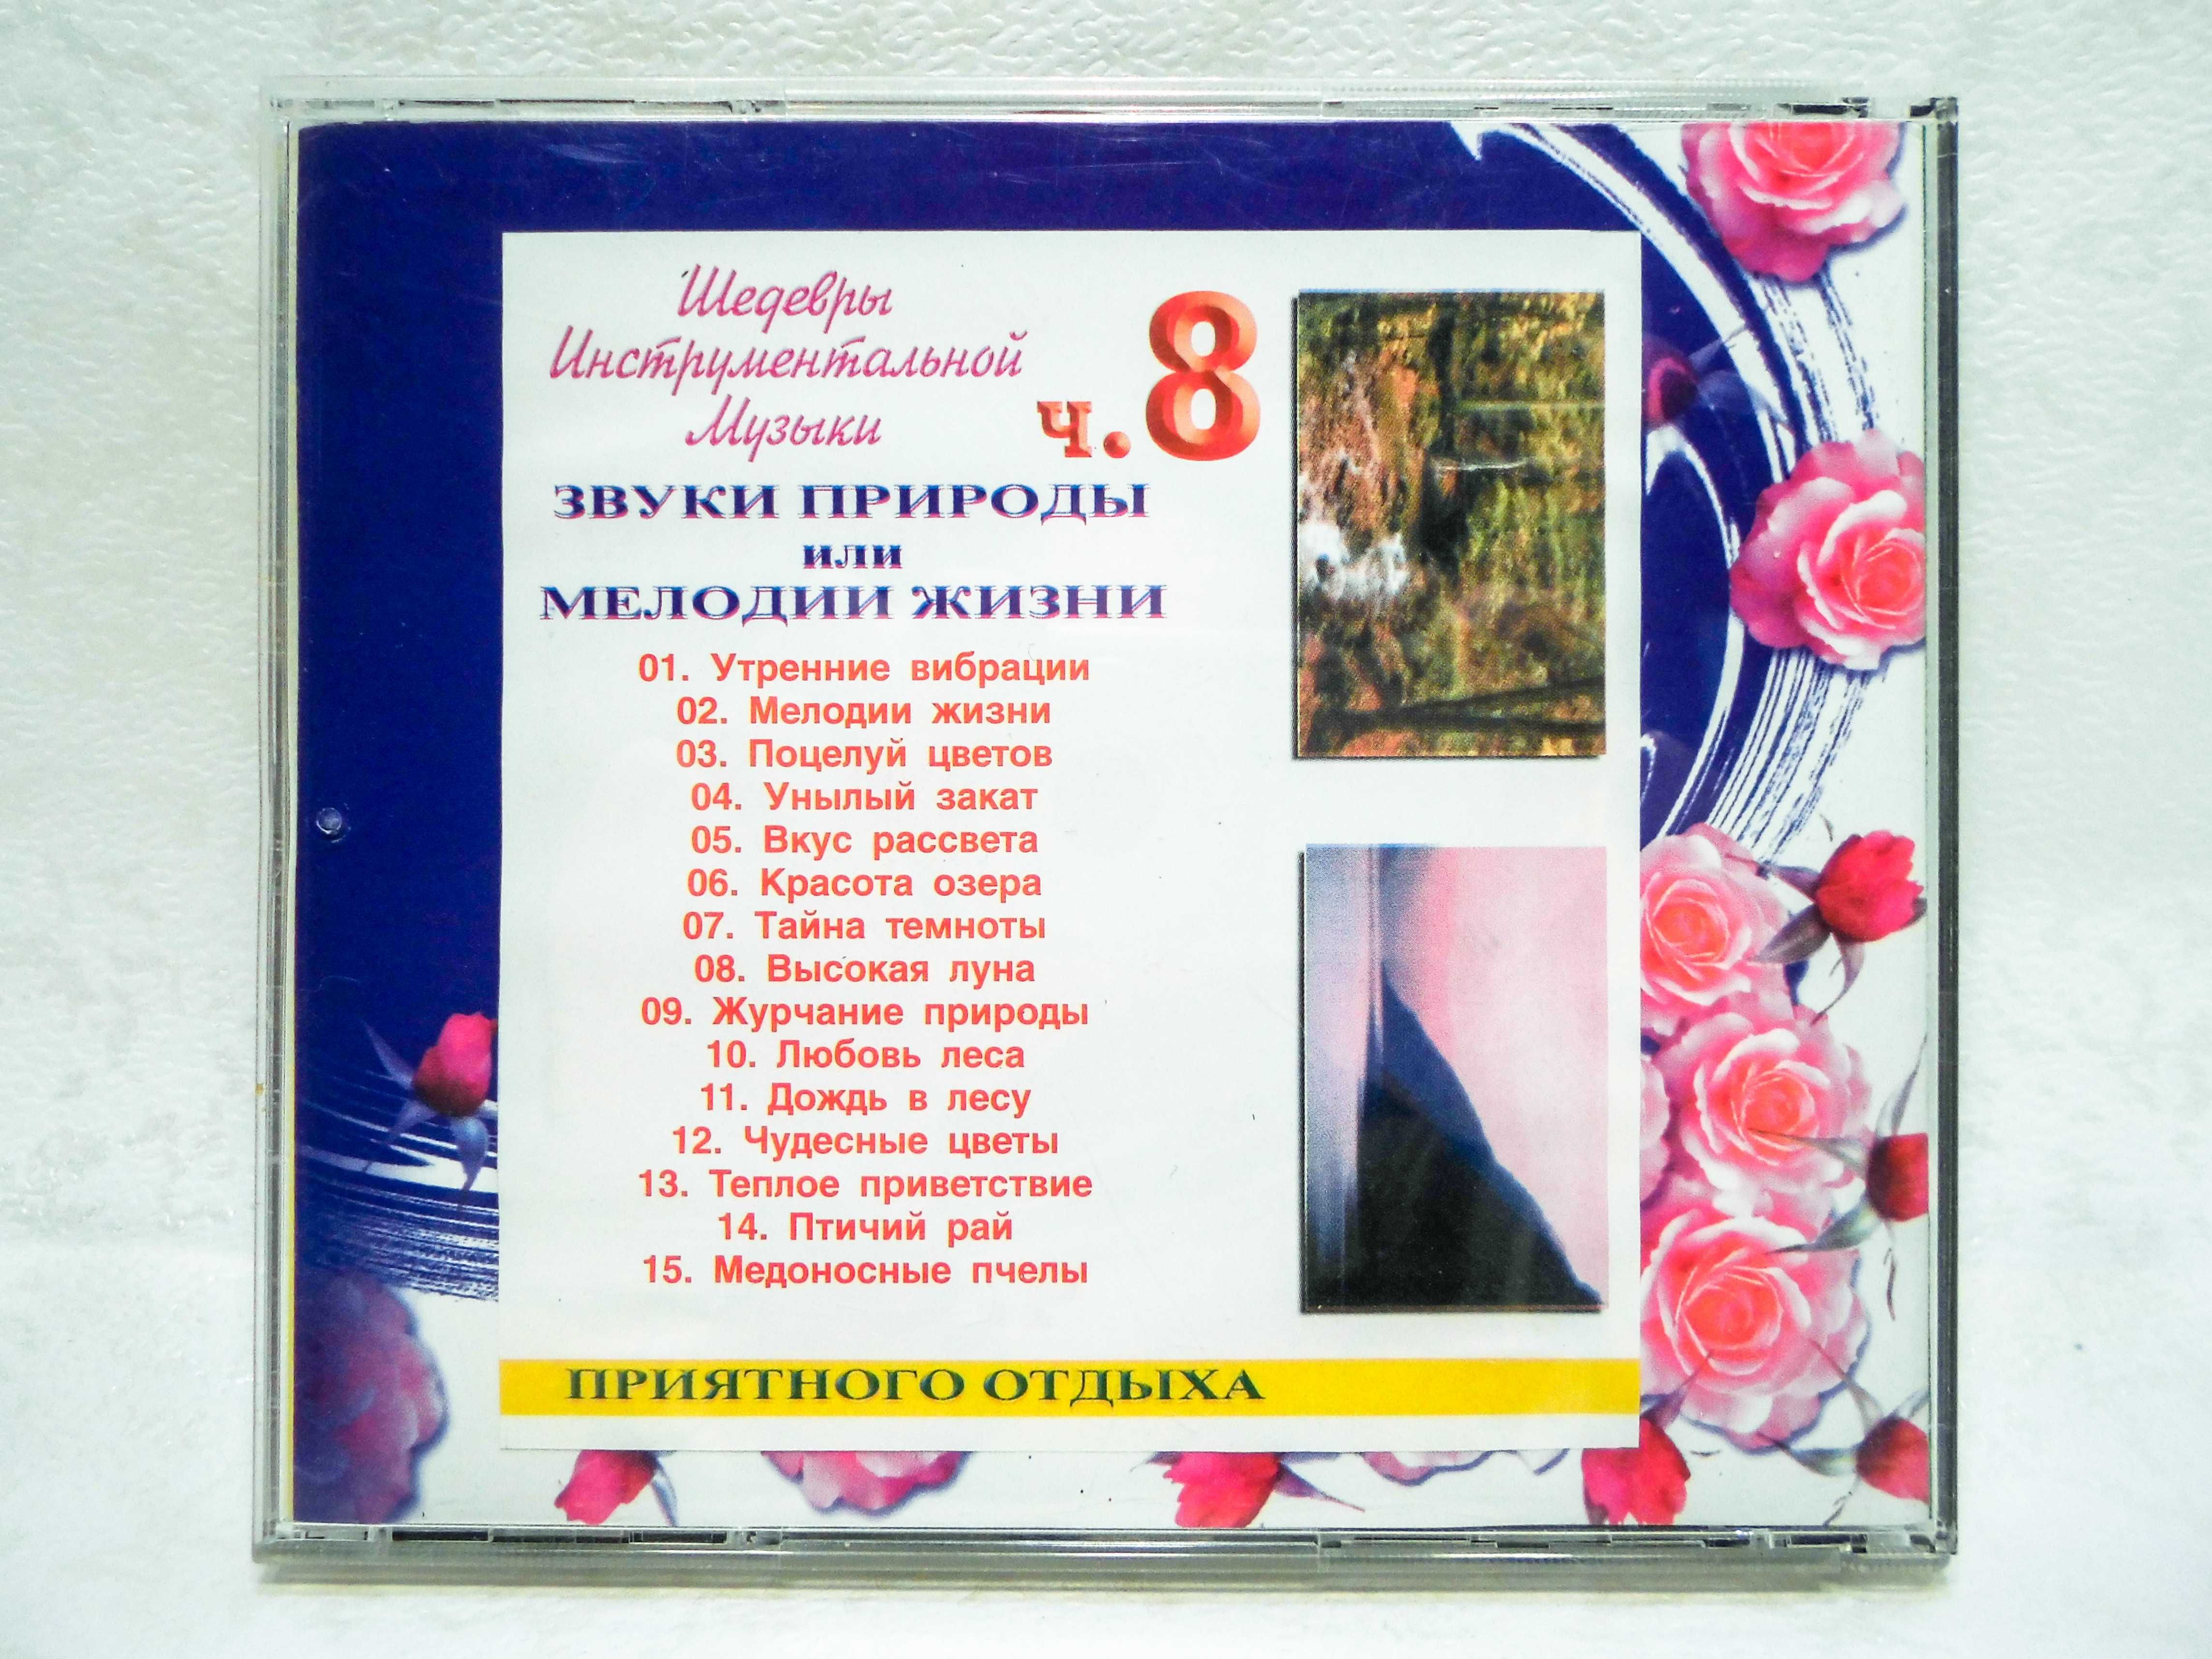 Шедевры
Инструментальной
Музыки
ч.8
ЗВУКИ ПРИРОДЫ
или
МЕЛОДИИ ЖИЗНИ
01. Утренние вибрации
02. Мелодии жизни
03. Поцелуй цветов
04. Унылый закат
05. Вкус рассвета
06. Красота озера
07. Тайна темноты
08. Высокая луна
09. Журчание природы
10. Любовь леса
11. Дождь в лесу
12. Чудесные цветы
13. Теплое приветствие
14. Птичий рай
15. Медоносные пчелы
ПРИЯТНОГО ОТДЫХА